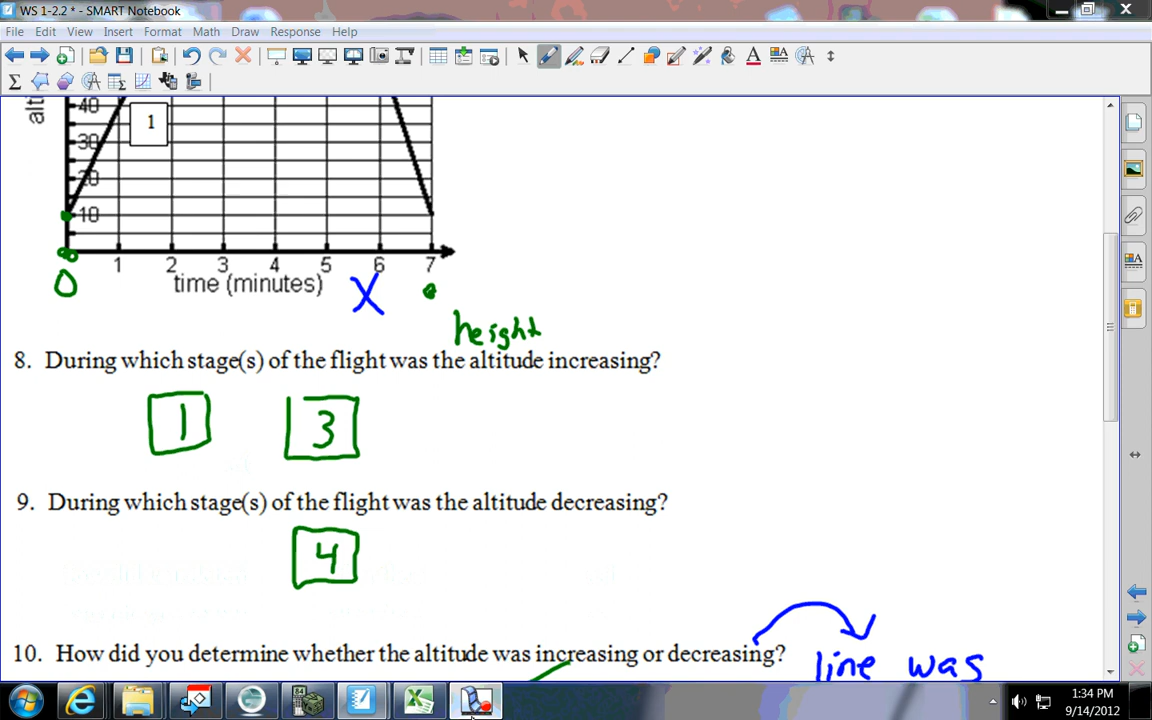 WS 1-2.2 * - SMART Notebook
File Edit View Insert Format Math Draw Response Help
40
1
30
20
10
1 2 3 4 5 6 7
0 time (minutes) X
height
8. During which stage(s) of the flight was the altitude increasing?
1 3
9. During which stage(s) of the flight was the altitude decreasing?
4
10. How did you determine whether the altitude was increasing or decreasing?
line was
1:34 PM
9/14/2012